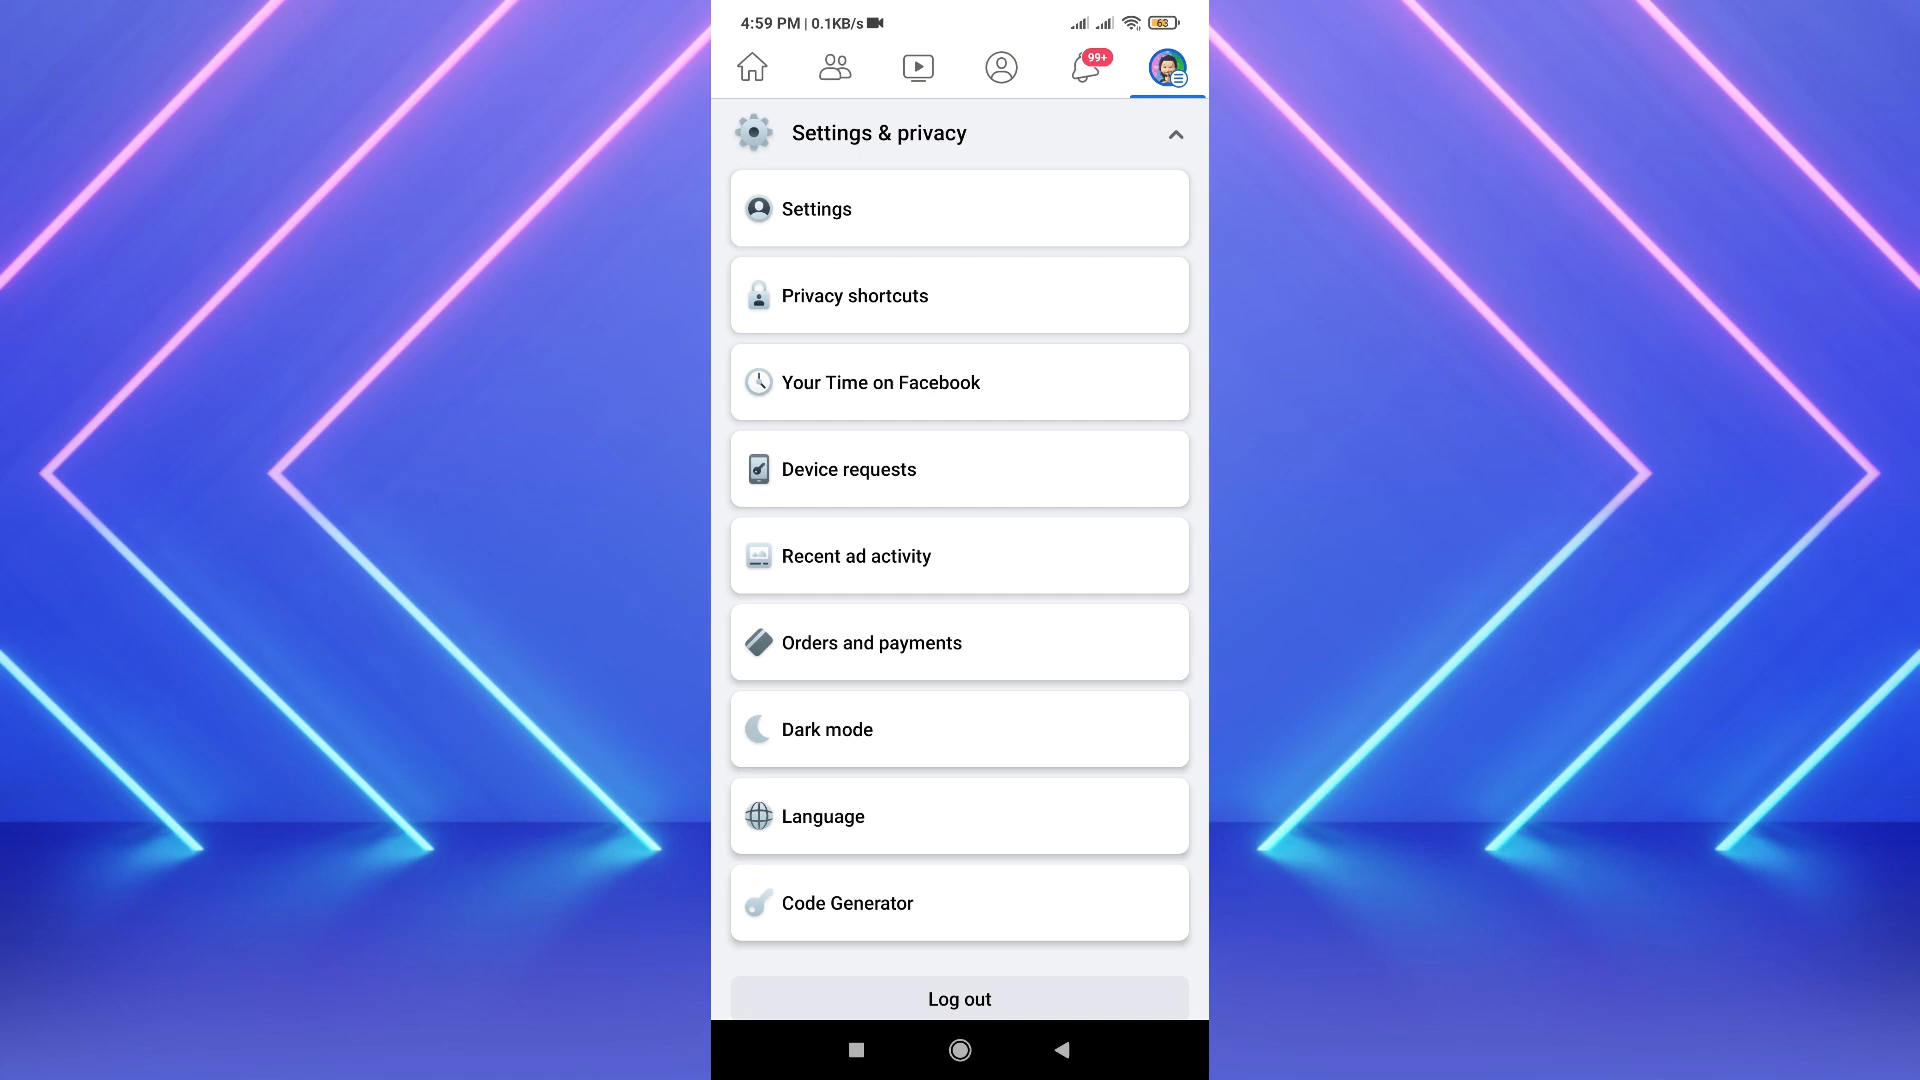 4:59 PM | 0.1KB/s
63
99+
Settings & privacy
Settings
Privacy shortcuts
Your Time on Facebook
Device requests
Recent ad activity
Orders and payments
Dark mode
Language
Code Generator
Log out